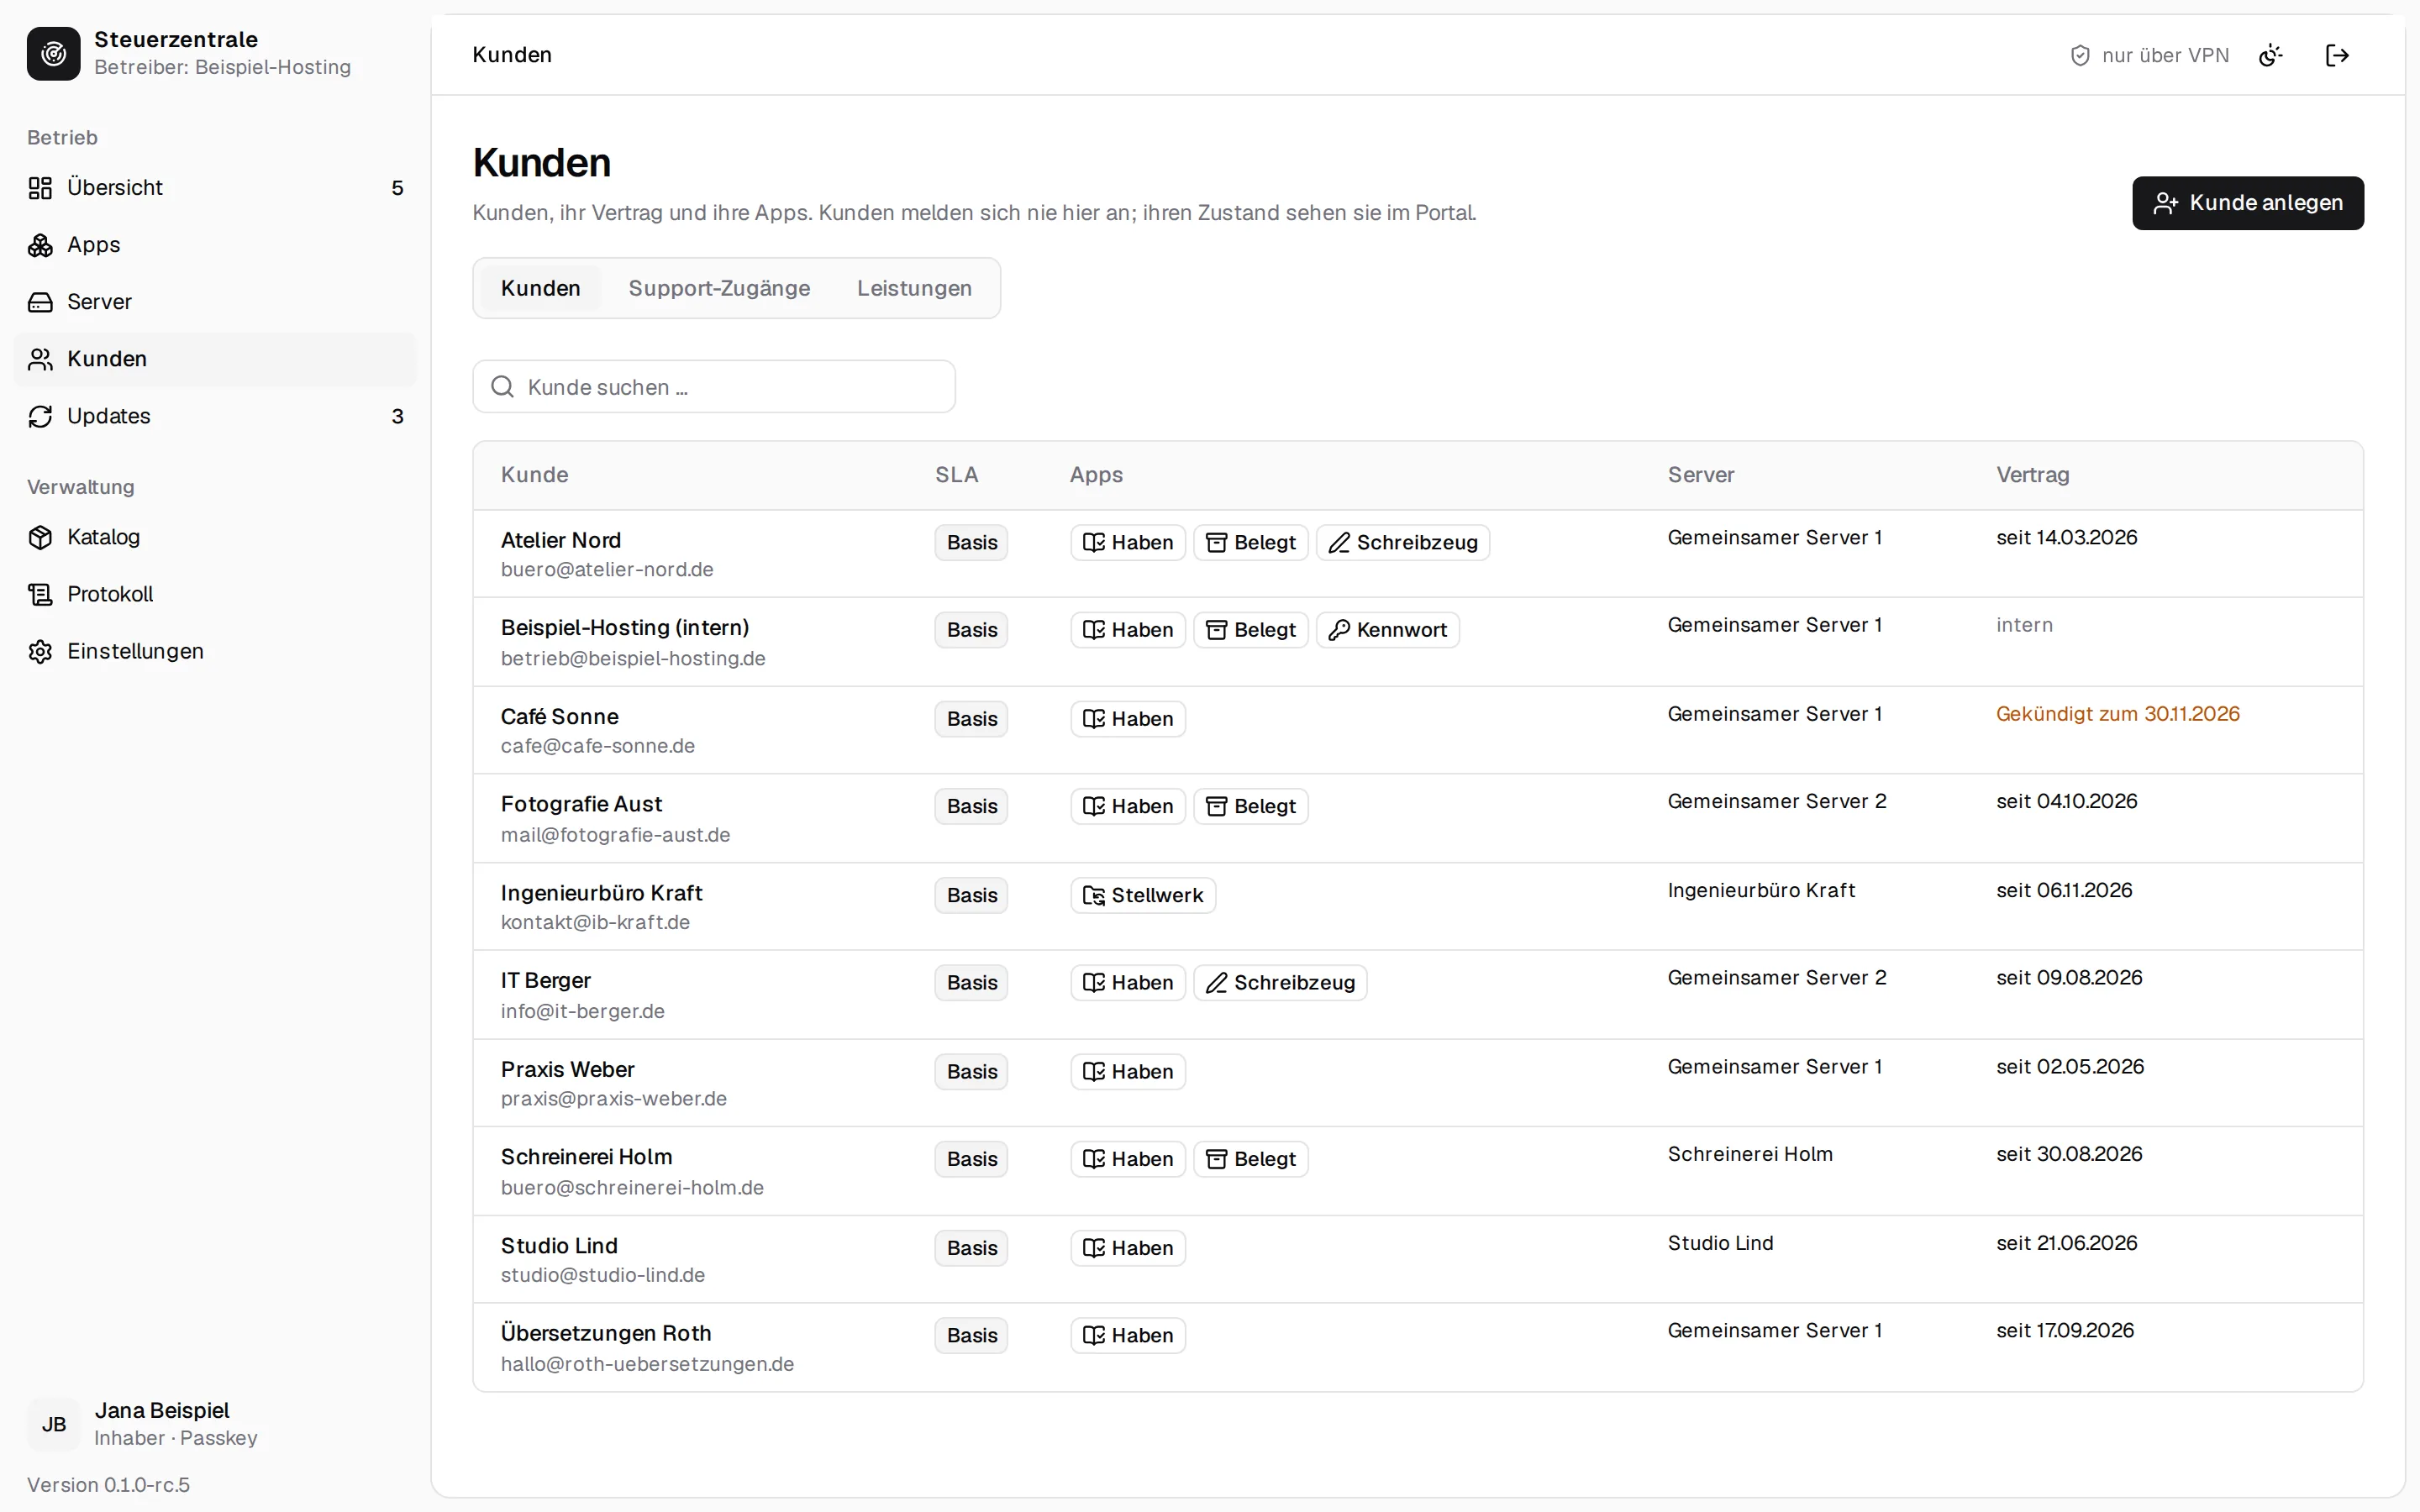 Steuerzentrale
Betreiber: Beispiel-Hosting
Betrieb
Übersicht 5
Apps
Server
Kunden
Updates 3
Verwaltung
Katalog
Protokoll
Einstellungen
JB
Jana Beispiel
Inhaber · Passkey
Version 0.1.0-rc.5
Kunden
nur über VPN
Kunden
Kunden, ihr Vertrag und ihre Apps. Kunden melden sich nie hier an; ihren Zustand sehen sie im Portal.
Kunde anlegen
Kunden Support-Zugänge Leistungen
Kunde suchen ...
Kunde SLA Apps Server Vertrag
Atelier Nord Basis Haben Belegt Schreibzeug Gemeinsamer Server 1 seit 14.03.2026
buero@atelier-nord.de
Beispiel-Hosting (intern) Basis Haben Belegt Kennwort Gemeinsamer Server 1 intern
betrieb@beispiel-hosting.de
Café Sonne Basis Haben Gemeinsamer Server 1 Gekündigt zum 30.11.2026
cafe@cafe-sonne.de
Fotografie Aust Basis Haben Belegt Gemeinsamer Server 2 seit 04.10.2026
mail@fotografie-aust.de
Ingenieurbüro Kraft Basis Stellwerk Ingenieurbüro Kraft seit 06.11.2026
kontakt@ib-kraft.de
IT Berger Basis Haben Schreibzeug Gemeinsamer Server 2 seit 09.08.2026
info@it-berger.de
Praxis Weber Basis Haben Gemeinsamer Server 1 seit 02.05.2026
praxis@praxis-weber.de
Schreinerei Holm Basis Haben Belegt Schreinerei Holm seit 30.08.2026
buero@schreinerei-holm.de
Studio Lind Basis Haben Studio Lind seit 21.06.2026
studio@studio-lind.de
Übersetzungen Roth Basis Haben Gemeinsamer Server 1 seit 17.09.2026
hallo@roth-uebersetzungen.de